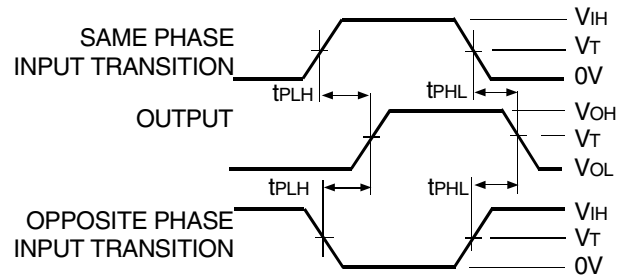 SAME PHASE
INPUT TRANSITION
VIH
VT
0V
tPLH
tPHL
OUTPUT
VOH
VT
VOL
tPLH
tPHL
OPPOSITE PHASE
INPUT TRANSITION
VIH
VT
0V